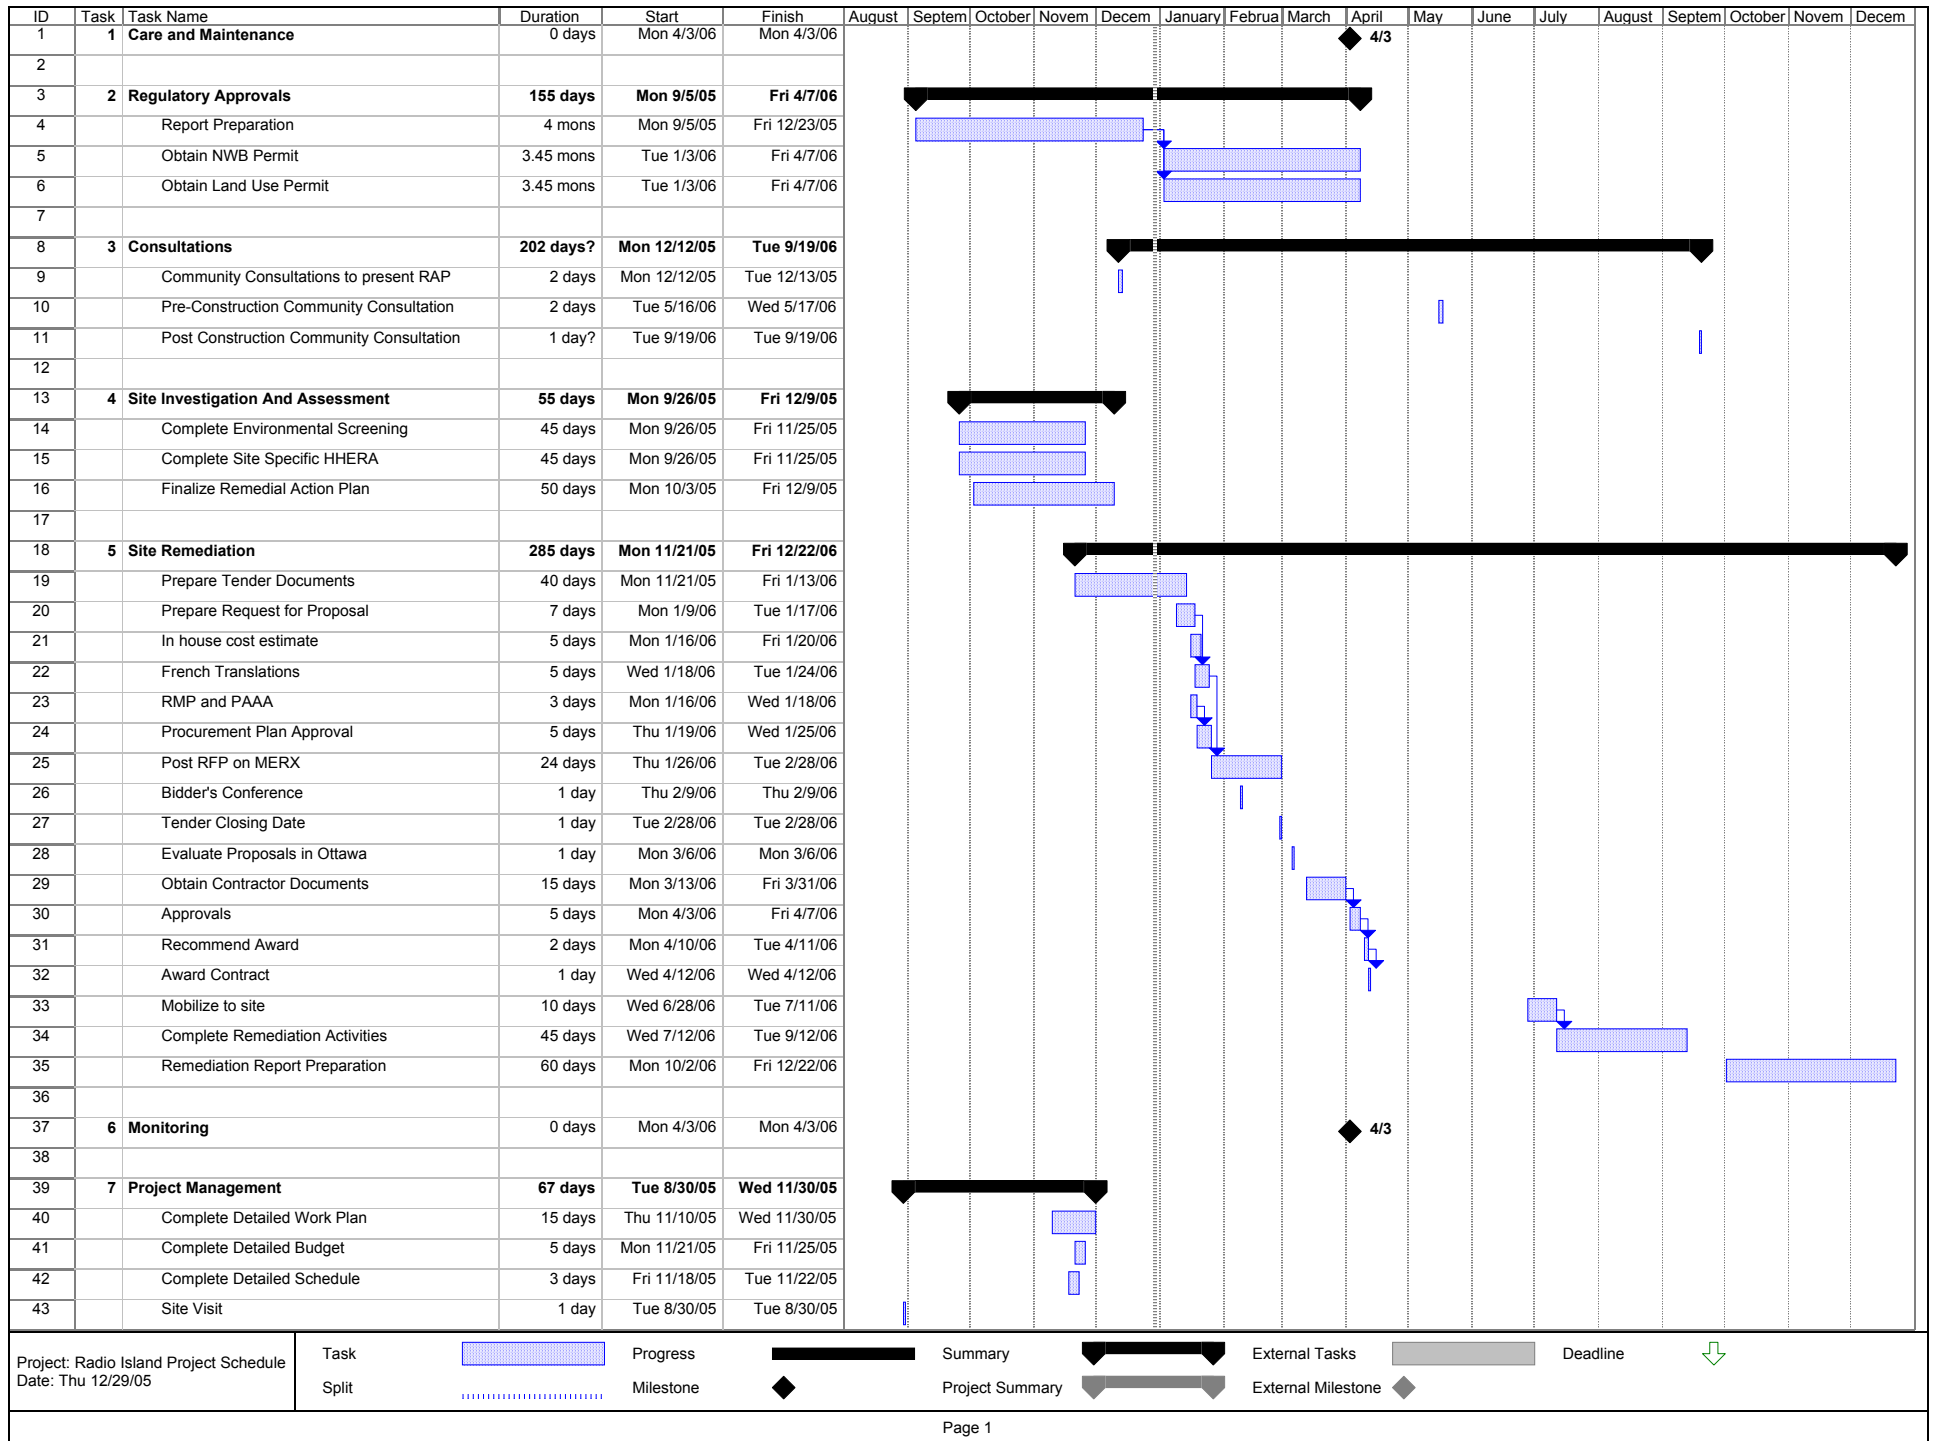 ID Task Task Name Duration Start Finish August Septem October Novem Decem January Februa March April May June July August Septem October Novem Decem
1 1 Care and Maintenance 0 days Mon 4/3/06 Mon 4/3/06 4/3
2
3 2 Regulatory Approvals 155 days Mon 9/5/05 Fri 4/7/06
4 Report Preparation 4 mons Mon 9/5/05 Fri 12/23/05
5 Obtain NWB Permit 3.45 mons Tue 1/3/06 Fri 4/7/06
6 Obtain Land Use Permit 3.45 mons Tue 1/3/06 Fri 4/7/06
7
8 3 Consultations 202 days? Mon 12/12/05 Tue 9/19/06
9 Community Consultations to present RAP 2 days Mon 12/12/05 Tue 12/13/05
10 Pre-Construction Community Consultation 2 days Tue 5/16/06 Wed 5/17/06
11 Post Construction Community Consultation 1 day? Tue 9/19/06 Tue 9/19/06
12
13 4 Site Investigation And Assessment 55 days Mon 9/26/05 Fri 12/9/05
14 Complete Environmental Screening 45 days Mon 9/26/05 Fri 11/25/05
15 Complete Site Specific HHERA 45 days Mon 9/26/05 Fri 11/25/05
16 Finalize Remedial Action Plan 50 days Mon 10/3/05 Fri 12/9/05
17
18 5 Site Remediation 285 days Mon 11/21/05 Fri 12/22/06
19 Prepare Tender Documents 40 days Mon 11/21/05 Fri 1/13/06
20 Prepare Request for Proposal 7 days Mon 1/9/06 Tue 1/17/06
21 In house cost estimate 5 days Mon 1/16/06 Fri 1/20/06
22 French Translations 5 days Wed 1/18/06 Tue 1/24/06
23 RMP and PAAA 3 days Mon 1/16/06 Wed 1/18/06
24 Procurement Plan Approval 5 days Thu 1/19/06 Wed 1/25/06
25 Post RFP on MERX 24 days Thu 1/26/06 Tue 2/28/06
26 Bidder's Conference 1 day Thu 2/9/06 Thu 2/9/06
27 Tender Closing Date 1 day Tue 2/28/06 Tue 2/28/06
28 Evaluate Proposals in Ottawa 1 day Mon 3/6/06 Mon 3/6/06
29 Obtain Contractor Documents 15 days Mon 3/13/06 Fri 3/31/06
30 Approvals 5 days Mon 4/3/06 Fri 4/7/06
31 Recommend Award 2 days Mon 4/10/06 Tue 4/11/06
32 Award Contract 1 day Wed 4/12/06 Wed 4/12/06
33 Mobilize to site 10 days Wed 6/28/06 Tue 7/11/06
34 Complete Remediation Activities 45 days Wed 7/12/06 Tue 9/12/06
35 Remediation Report Preparation 60 days Mon 10/2/06 Fri 12/22/06
36
37 6 Monitoring 0 days Mon 4/3/06 Mon 4/3/06 4/3
38
39 7 Project Management 67 days Tue 8/30/05 Wed 11/30/05
40 Complete Detailed Work Plan 15 days Thu 11/10/05 Wed 11/30/05
41 Complete Detailed Budget 5 days Mon 11/21/05 Fri 11/25/05
42 Complete Detailed Schedule 3 days Fri 11/18/05 Tue 11/22/05
43 Site Visit 1 day Tue 8/30/05 Tue 8/30/05
Project: Radio Island Project Schedule
Date: Thu 12/29/05
Task Progress Summary External Tasks Deadline
Split Milestone Project Summary External Milestone
Page 1